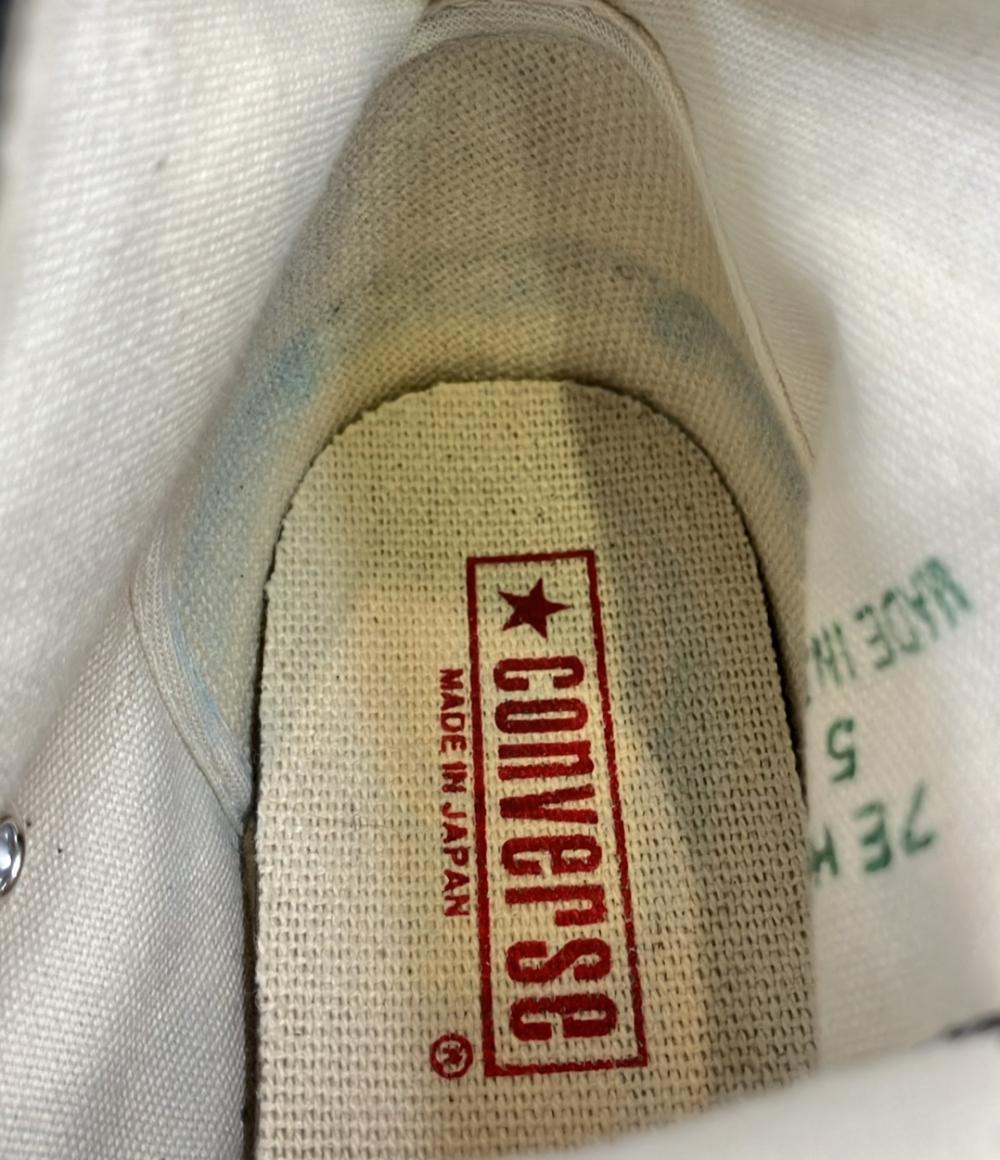 ★ converse
MADE IN JAPAN
®
MADE IN
5
7E H